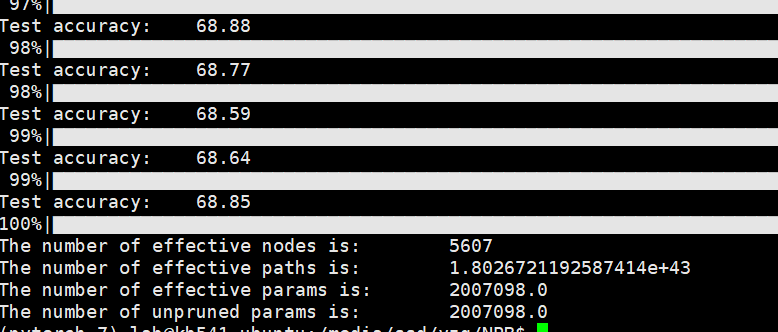 97%|
Test accuracy: 68.88
98%|
Test accuracy: 68.77
98%|
Test accuracy: 68.59
99%|
Test accuracy: 68.64
99%|
Test accuracy: 68.85
100%|
The number of effective nodes is: 5607
The number of effective paths is: 1.8026721192587414e+43
The number of effective params is: 2007098.0
The number of unpruned params is: 2007098.0